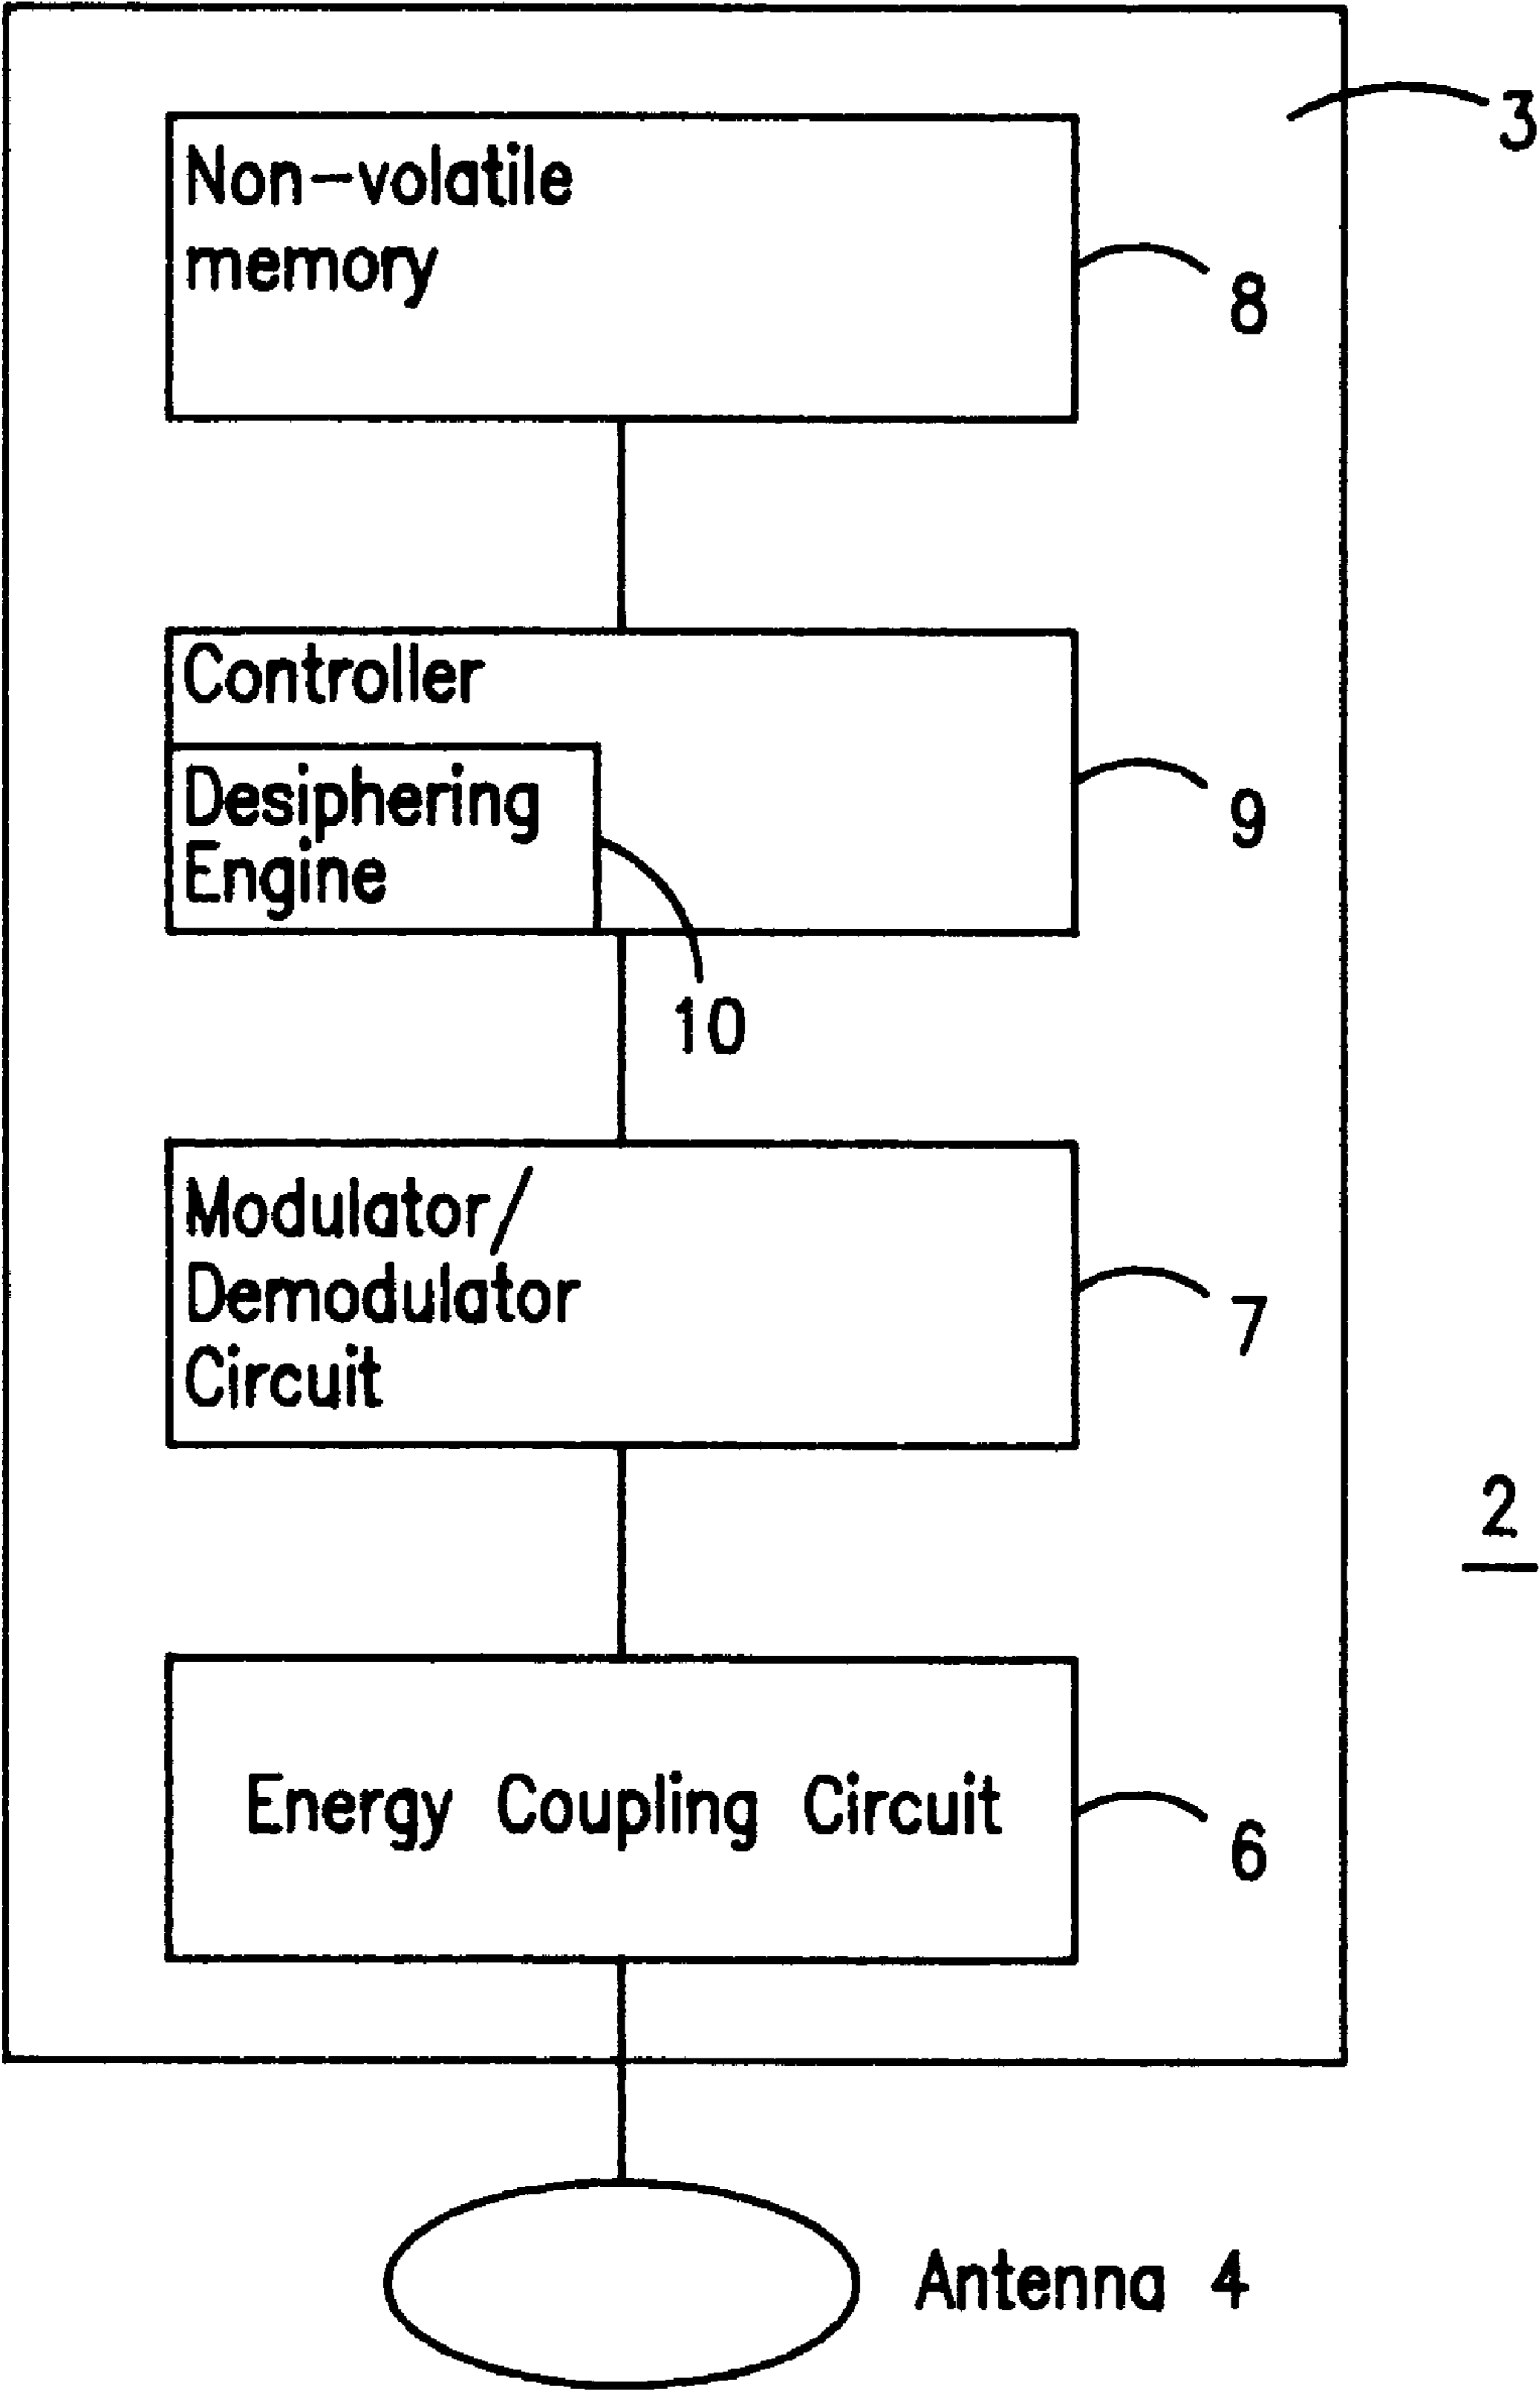 3
Non-volatile
memory
8
Controller
Desiphering
Engine
9
10
Modulator/
Demodulator
Circuit
7
2
Energy Coupling Circuit
6
Antenna 4